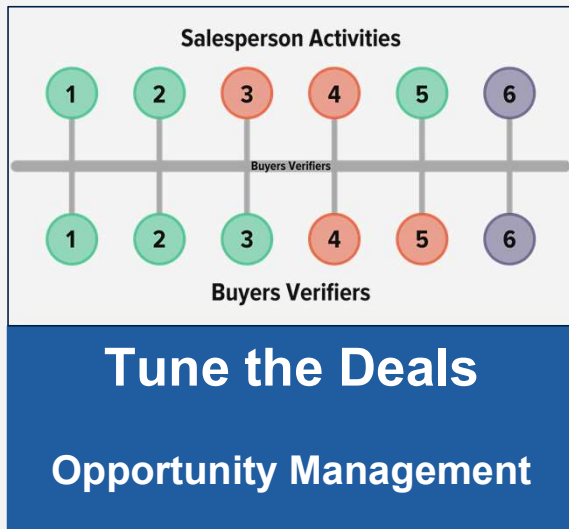 Salesperson Activities
1 2 3 4 5 6
Buyers Verifiers
1 2 3 4 5 6
Buyers Verifiers
Tune the Deals
Opportunity Management